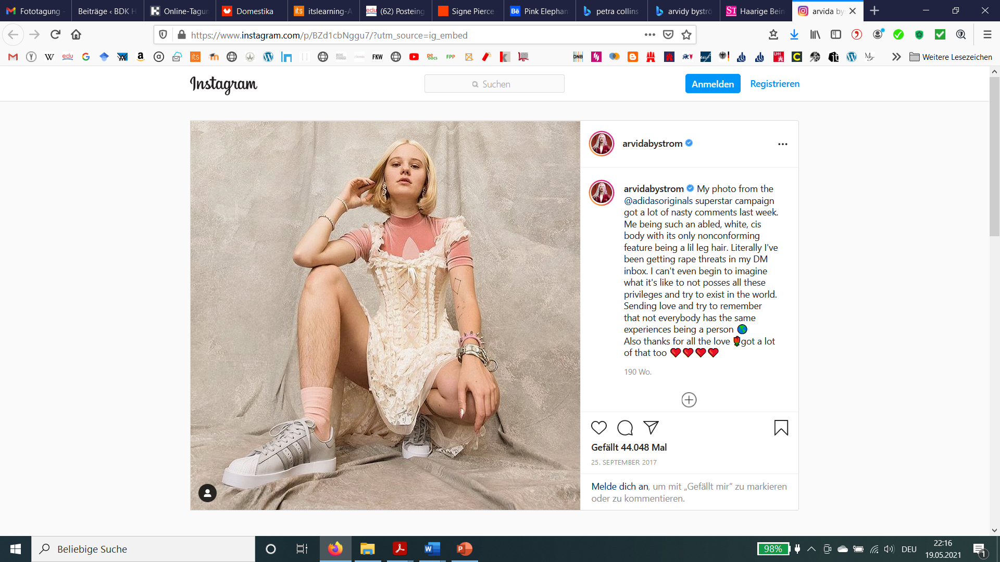 Fototagung -
Beiträge ‹ BDK H
Online-Tagun
Domestika
itslearning-A
(62) Posteing
Signe Pierce
Pink Elephan
petra collins
arvidy byströ
Haarige Bein
arvida by
https://www.instagram.com/p/BZd1cbNggu7/?utm_source=ig_embed
Weitere Lesezeichen
Instagram
Suchen
Anmelden
Registrieren
arvidabystrom
arvidabystrom My photo from the
@adidasoriginals superstar campaign
got a lot of nasty comments last week.
Me being such an abled, white, cis
body with its only nonconforming
feature being a lil leg hair. Literally I've
been getting rape threats in my DM
inbox. I can't even begin to imagine
what it's like to not posses all these
privileges and try to exist in the world.
Sending love and try to remember
that not everybody has the same
experiences being a person 🌎
Also thanks for all the love 🌹got a lot
of that too ❤️❤️❤️❤️
190 Wo.
Gefällt 44.048 Mal
25. SEPTEMBER 2017
Melde dich an, um mit „Gefällt mir“ zu markieren
oder zu kommentieren.
Beliebige Suche
98%
DEU
22:16
19.05.2021
1